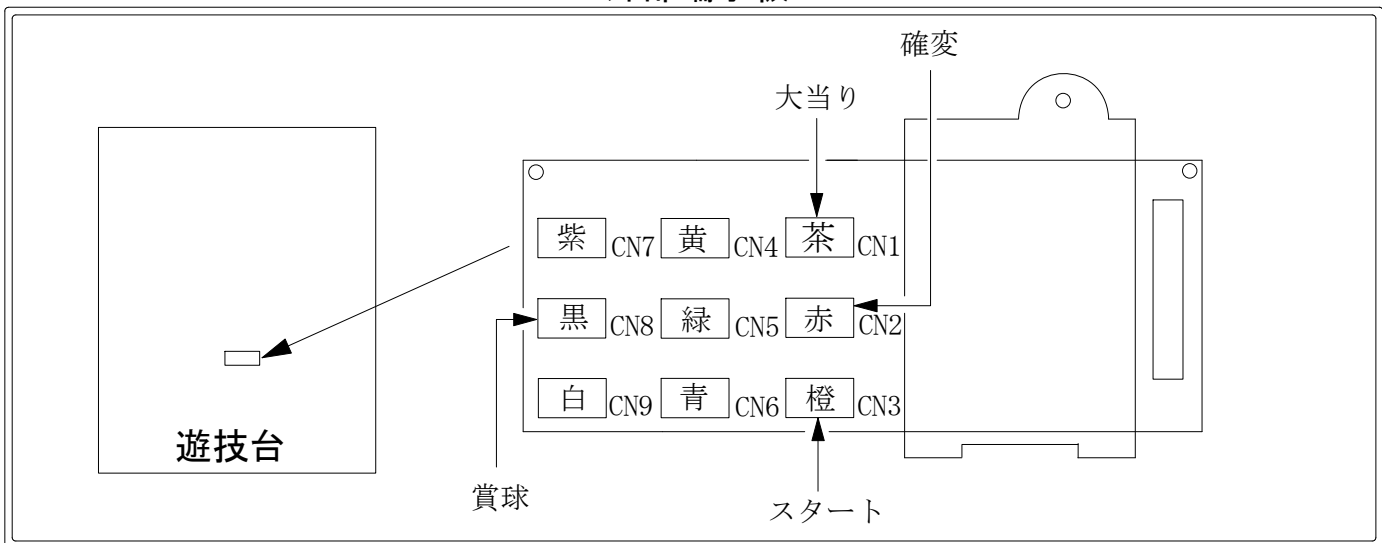 確変
大当り
紫 CN7 黄 CN4 茶 CN1
黒 CN8 緑 CN5 赤 CN2
白 CN9 青 CN6 橙 CN3
遊技台
賞球
スタート